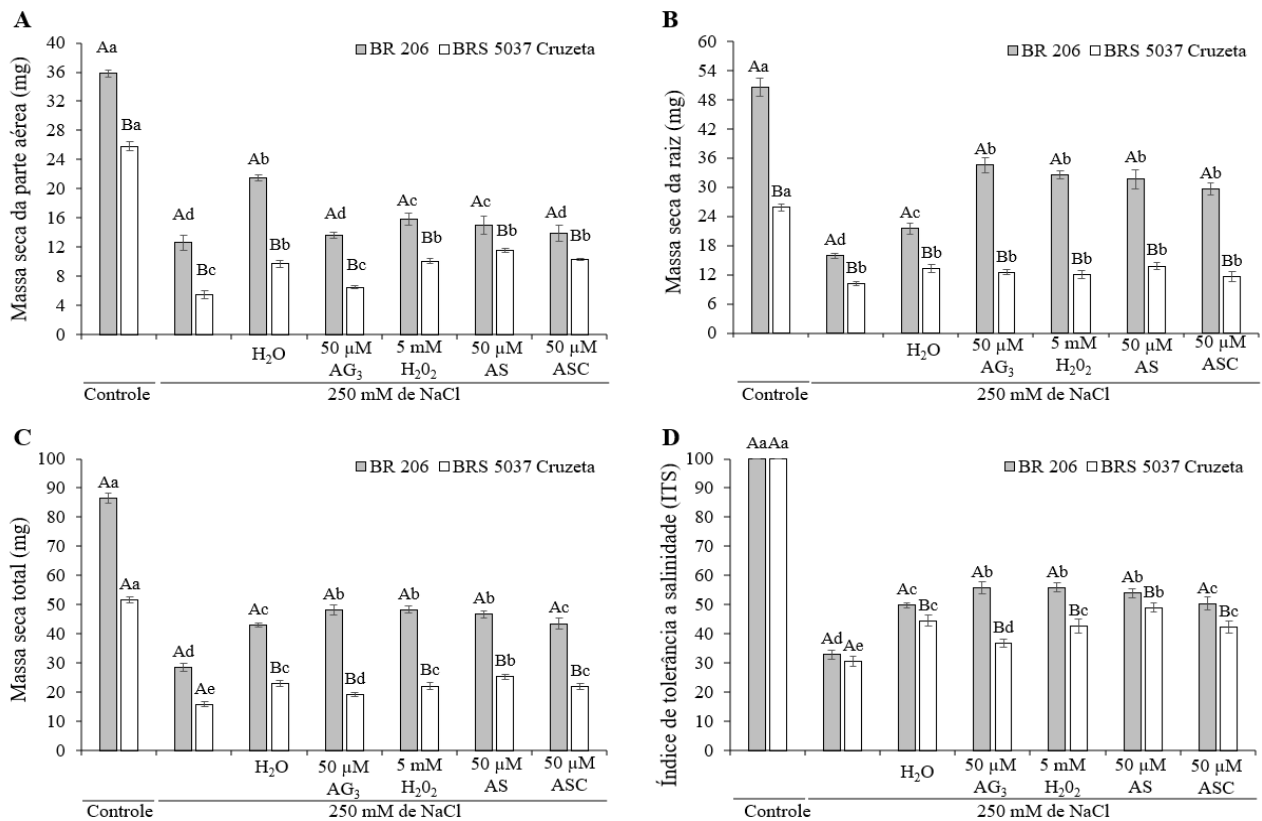 A
Massa seca da parte aérea (mg)
BR 206 BRS 5037 Cruzeta
40
36
32
28
24
20
16
12
8
4
0
Aa Ba Ad Bc Ab Bb Ad Bc Ac Bb Ac Bb Ad Bb
H₂O 50 µM AG₃ 5 mM H₂0₂ 50 µM AS 50 µM ASC
Controle 250 mM de NaCl
B
Massa seca da raiz (mg)
BR 206 BRS 5037 Cruzeta
60
54
48
42
36
30
24
18
12
6
0
Aa Ba Ad Bb Ac Bb Ab Bb Ab Bb Ab Bb Ab Bb
H₂O 50 µM AG₃ 5 mM H₂0₂ 50 µM AS 50 µM ASC
Controle 250 mM de NaCl
C
Massa seca total (mg)
BR 206 BRS 5037 Cruzeta
100
90
80
70
60
50
40
30
20
10
0
Aa Aa Ad Ae Ac Bc Ab Bd Ab Bc Ab Bb Ac Bc
H₂O 50 µM AG₃ 5 mM H₂0₂ 50 µM AS 50 µM ASC
Controle 250 mM de NaCl
D
Índice de tolerância a salinidade (ITS)
BR 206 BRS 5037 Cruzeta
100
90
80
70
60
50
40
30
20
10
0
Aa Aa Ad Ae Ac Bc Ab Bd Ab Bc Ab Bb Ac Bc
H₂O 50 µM AG₃ 5 mM H₂0₂ 50 µM AS 50 µM ASC
Controle 250 mM de NaCl